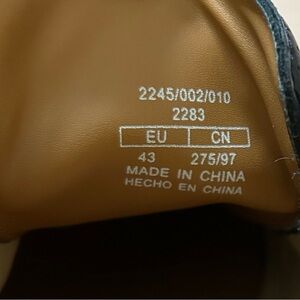 2245/002/010
2283
EU CN
43 275/97
MADE IN CHINA
HECHO EN CHINA